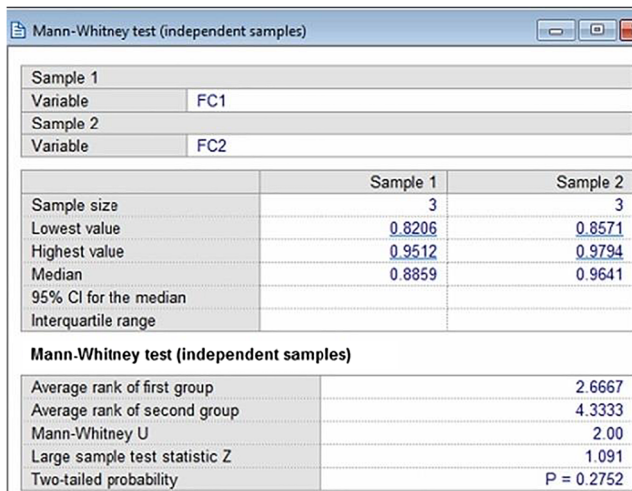 Mann-Whitney test (independent samples)
Sample 1
Variable FC1
Sample 2
Variable FC2
Sample 1 Sample 2
Sample size 3 3
Lowest value 0.8206 0.8571
Highest value 0.9512 0.9794
Median 0.8859 0.9641
95% CI for the median
Interquartile range
Mann-Whitney test (independent samples)
Average rank of first group 2.6667
Average rank of second group 4.3333
Mann-Whitney U 2.00
Large sample test statistic Z 1.091
Two-tailed probability P = 0.2752